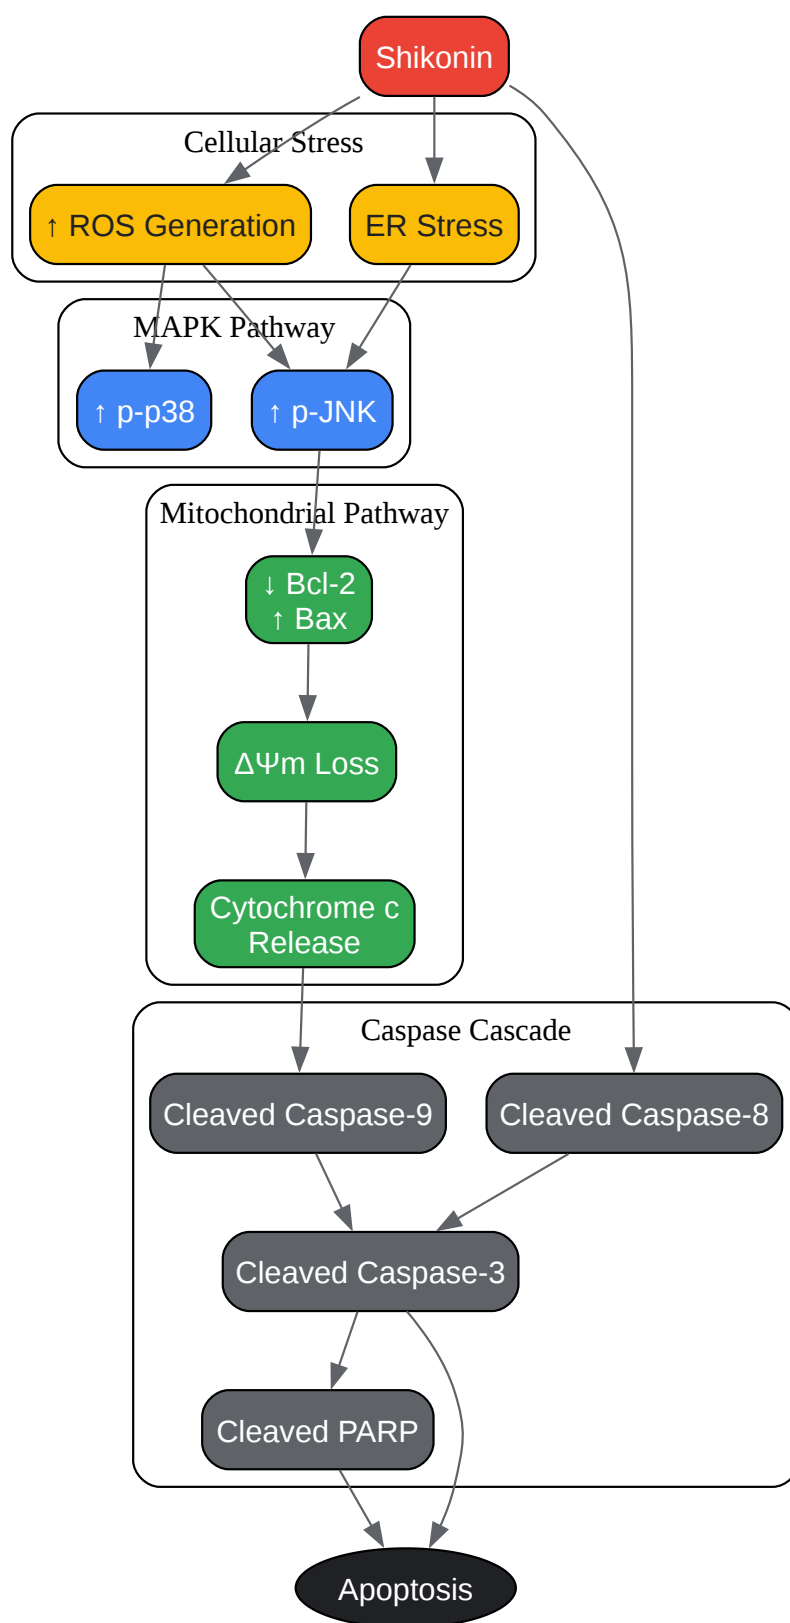 Shikonin
Cellular Stress
↑ ROS Generation
ER Stress
MAPK Pathway
↑ p-p38
↑ p-JNK
Mitochondrial Pathway
↓ Bcl-2
↑ Bax
ΔΨm Loss
Cytochrome c
Release
Caspase Cascade
Cleaved Caspase-9
Cleaved Caspase-8
Cleaved Caspase-3
Cleaved PARP
Apoptosis